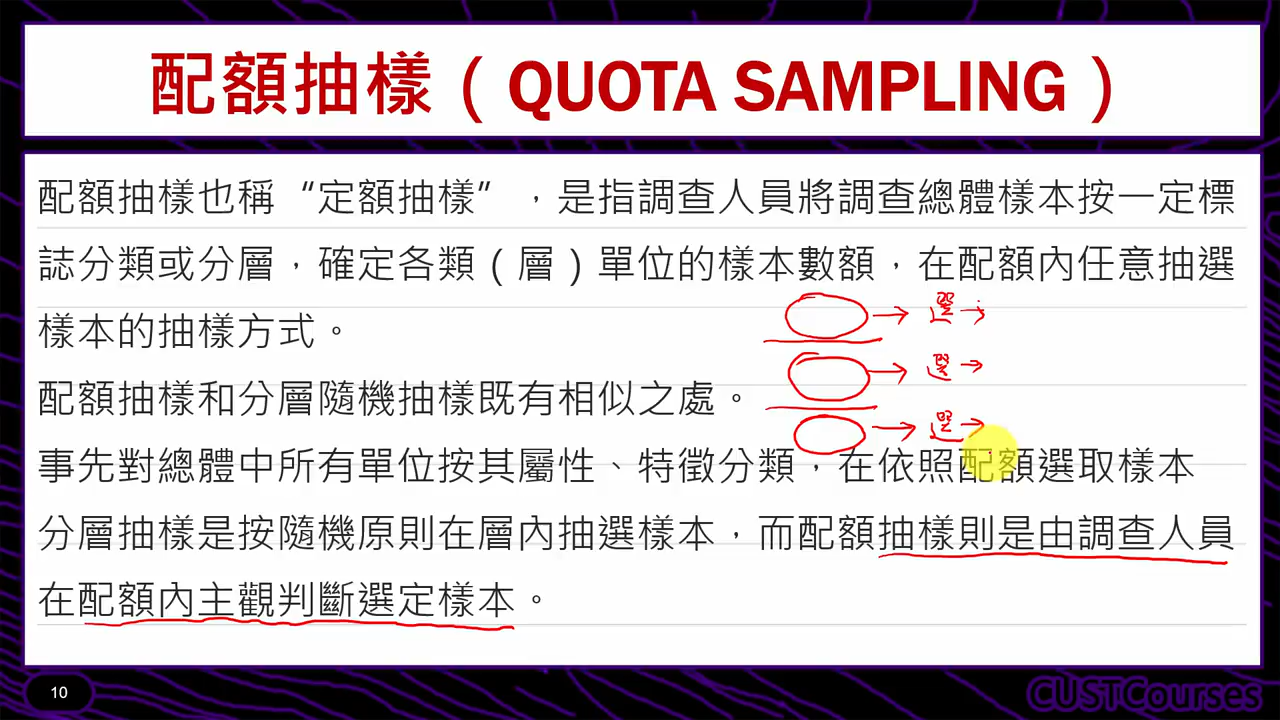 配額抽樣（QUOTA SAMPLING）
配額抽樣也稱“定額抽樣”，是指調查人員將調查總體樣本按一定標
誌分類或分層，確定各類（層）單位的樣本數額，在配額內任意抽選
樣本的抽樣方式。
選
配額抽樣和分層隨機抽樣既有相似之處。
選
選
事先對總體中所有單位按其屬性、特徵分類，在依照配額選取樣本
分層抽樣是按隨機原則在層內抽選樣本，而配額抽樣則是由調查人員
在配額內主觀判斷選定樣本。
10
CUSTCourses